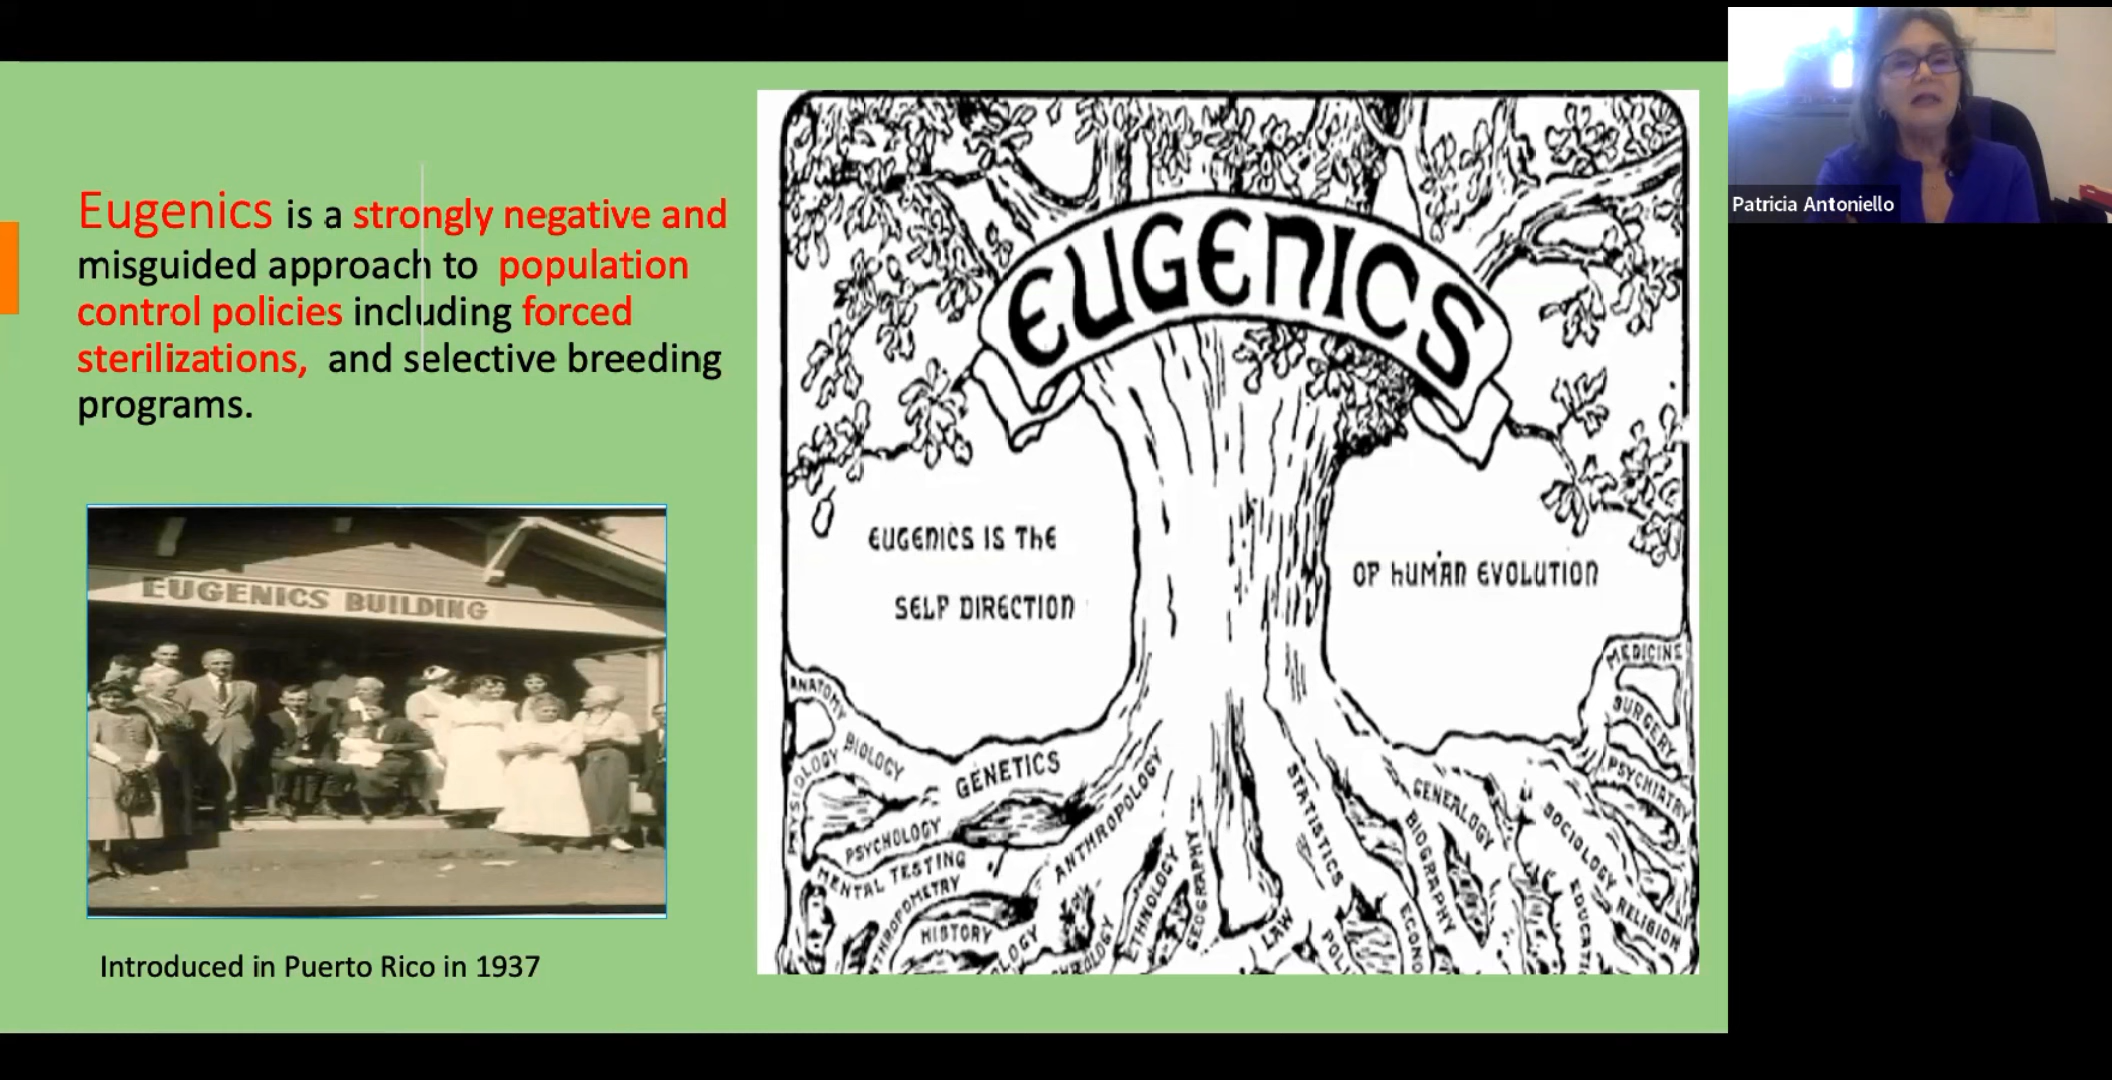 Eugenics is a strongly negative and
misguided approach to population
control policies including forced
sterilizations, and selective breeding
programs.
EUGENICS BUILDING
Introduced in Puerto Rico in 1937
EUGENICS
EUGENICS IS THE
SELF DIRECTION
OF HUMAN EVOLUTION
ANATOMY
BIOLOGY
GENETICS
PSYCHOLOGY
MENTAL TESTING
HISTORY
ANTHROPOLOGY
ETHNOLOGY
GEOGRAPHY
LAW
STATISTICS
GENEALOGY
BIOGRAPHY
SOCIOLOGY
RELIGION
MEDICINE
SURGERY
PSYCHIATRY
Patricia Antoniello